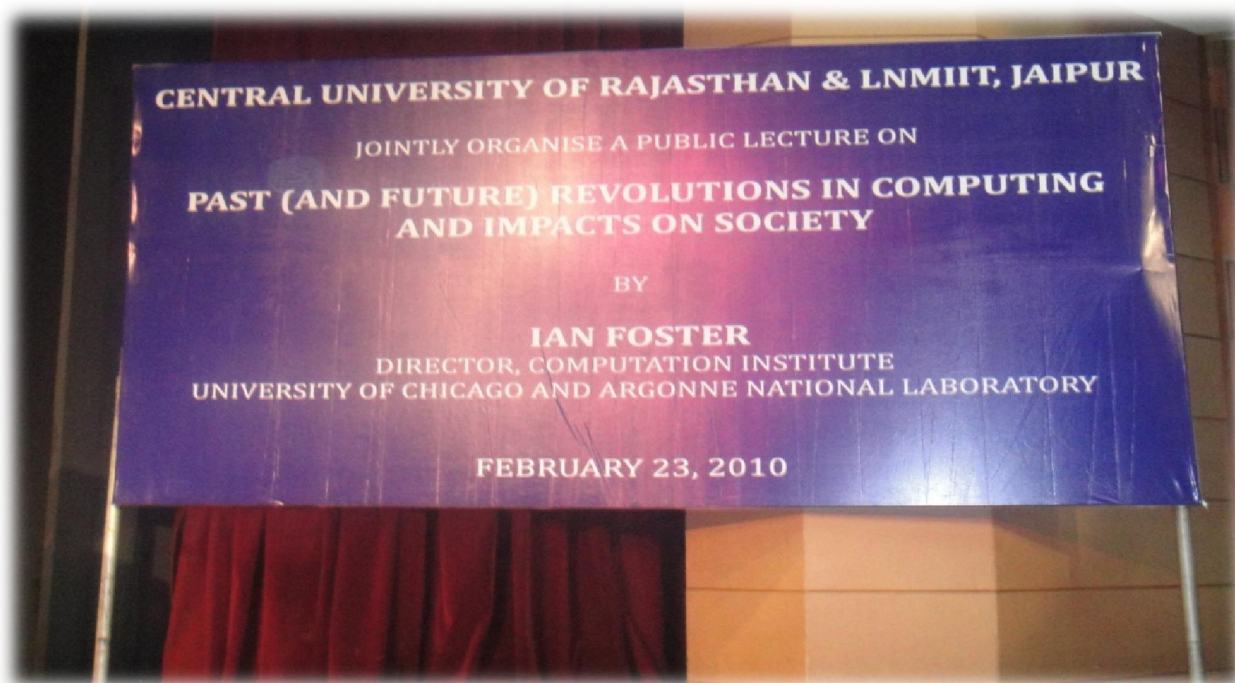 CENTRAL UNIVERSITY OF RAJASTHAN & LNMIIT, JAIPUR
JOINTLY ORGANISE A PUBLIC LECTURE ON
PAST (AND FUTURE) REVOLUTIONS IN COMPUTING
AND IMPACTS ON SOCIETY
BY
IAN FOSTER
DIRECTOR, COMPUTATION INSTITUTE
UNIVERSITY OF CHICAGO AND ARGONNE NATIONAL LABORATORY
FEBRUARY 23, 2010